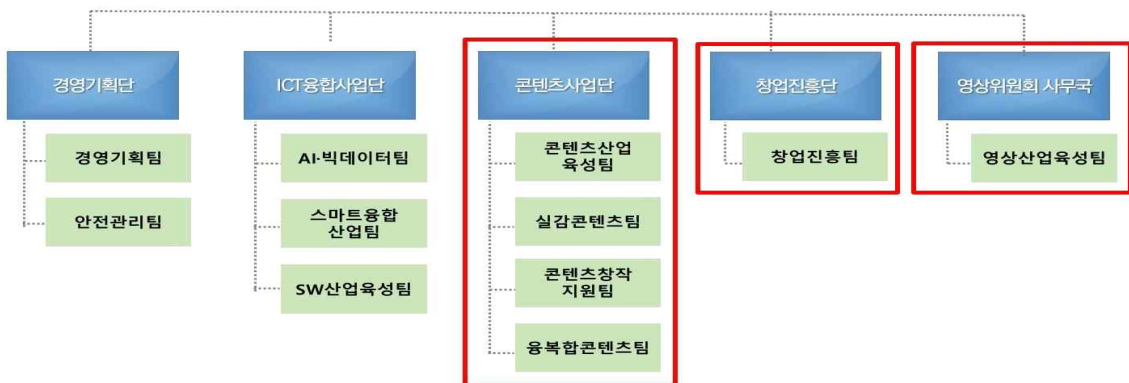 경영기획단
ICT융합사업단
콘텐츠사업단
창업진흥단
영상위원회 사무국
경영기획팀
안전관리팀
AI·빅데이터팀
스마트융합
산업팀
SW산업육성팀
콘텐츠산업
육성팀
실감콘텐츠팀
콘텐츠창작
지원팀
융복합콘텐츠팀
창업진흥팀
영상산업육성팀